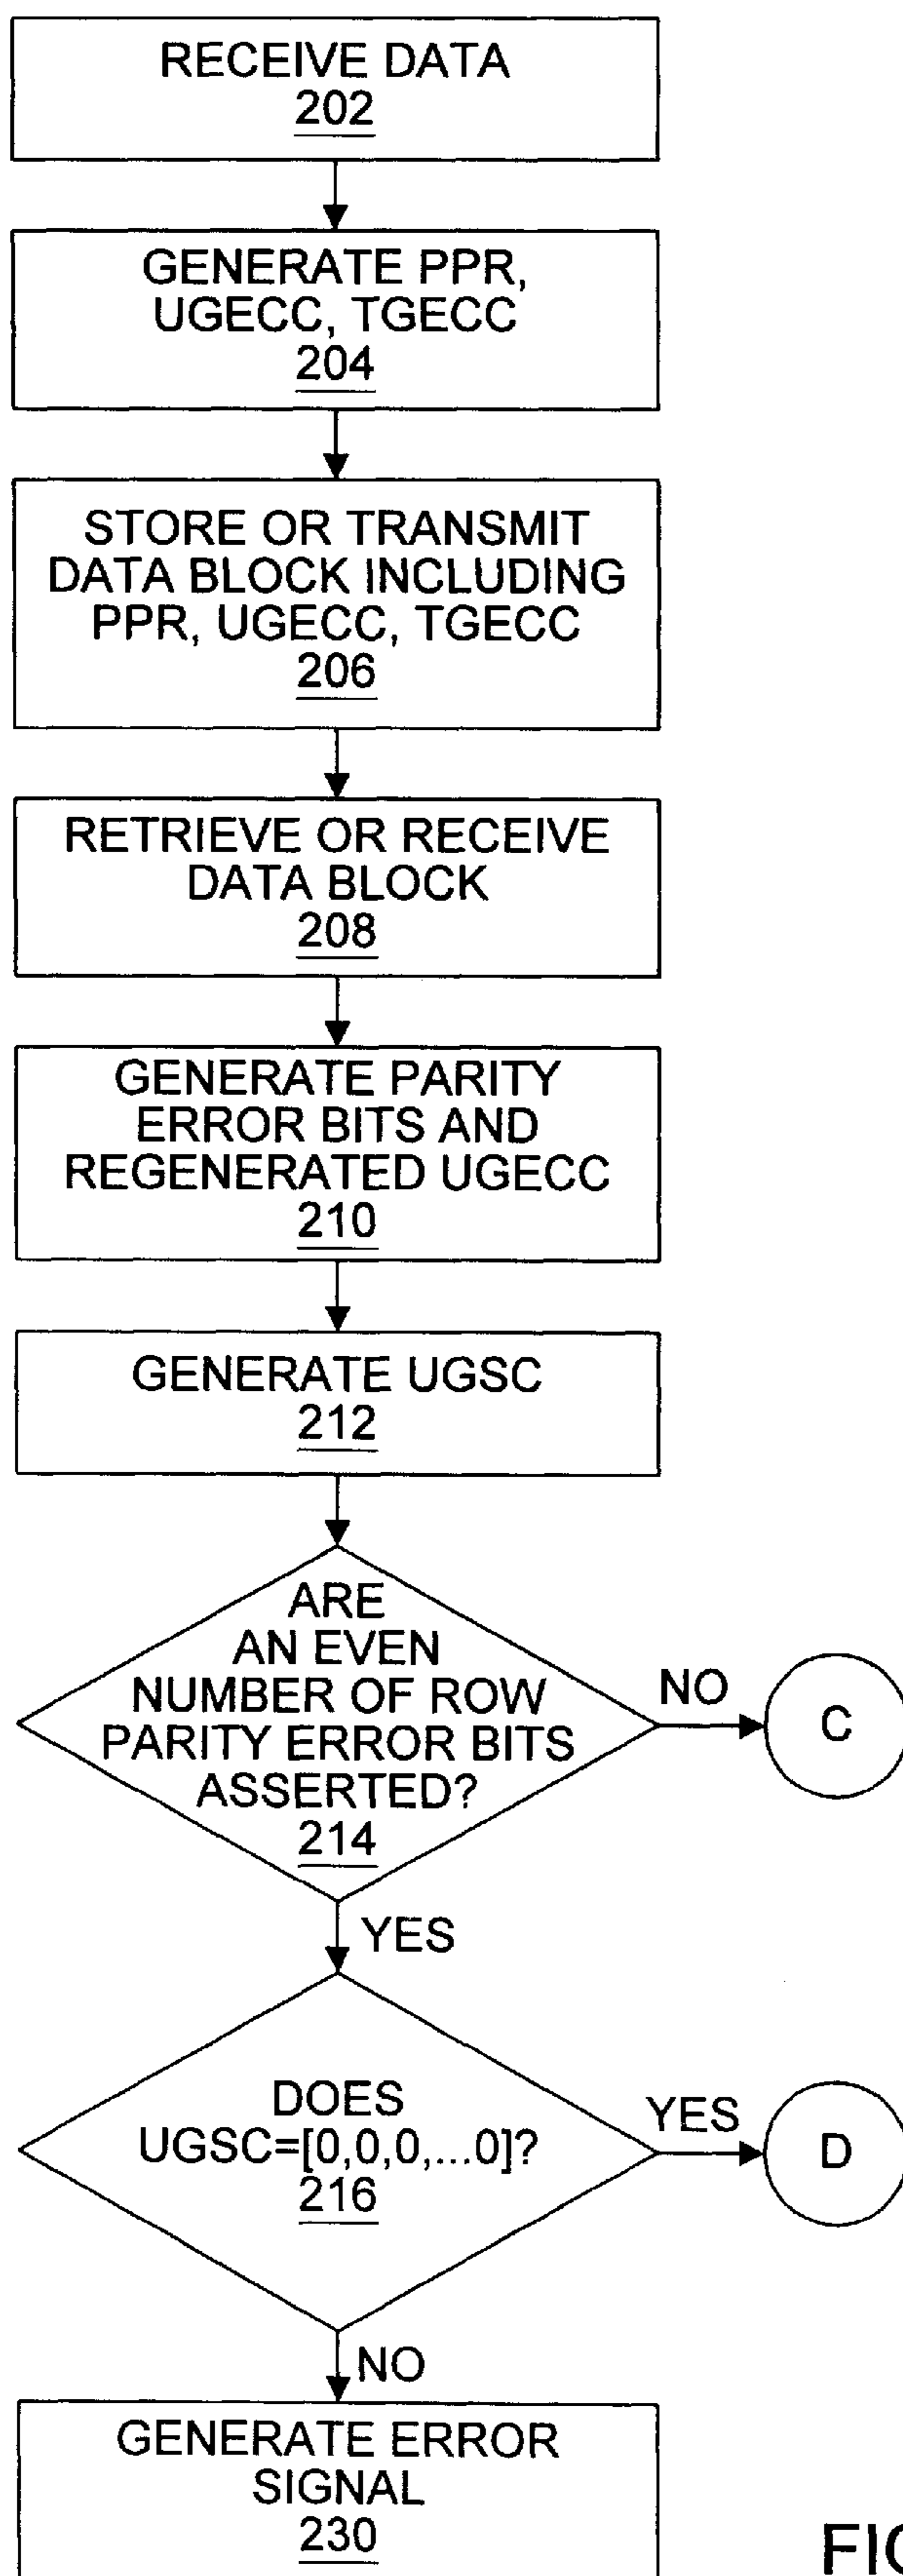 RECEIVE DATA
202
GENERATE PPR,
UGECC, TGECC
204
STORE OR TRANSMIT
DATA BLOCK INCLUDING
PPR, UGECC, TGECC
206
RETRIEVE OR RECEIVE
DATA BLOCK
208
GENERATE PARITY
ERROR BITS AND
REGENERATED UGECC
210
GENERATE UGSC
212
ARE
AN EVEN
NUMBER OF ROW
PARITY ERROR BITS
ASSERTED?
214
NO
C
YES
DOES
UGSC=[0,0,0,...0]?
216
YES
D
NO
GENERATE ERROR
SIGNAL
230